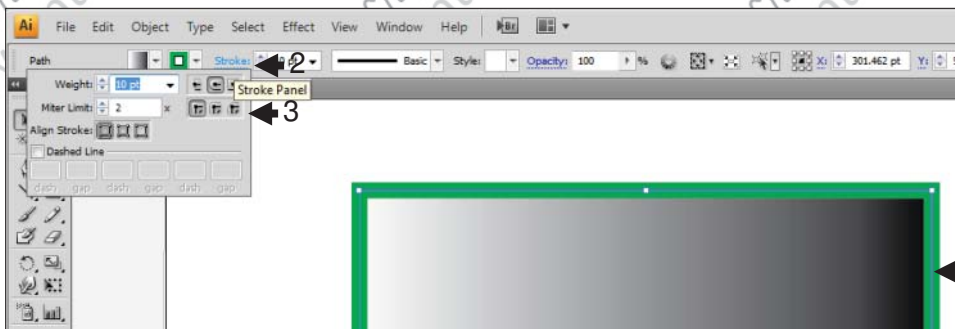 Ai File Edit Object Type Select Effect View Window Help Br
Path Stroke: pt Basic Style: Opacity: 100 % X: 301.462 pt Y:
2
Weight: 10 pt
Stroke Panel
Miter Limit: 2 x
3
Align Stroke:
Dashed Line
dash gap dash gap dash gap